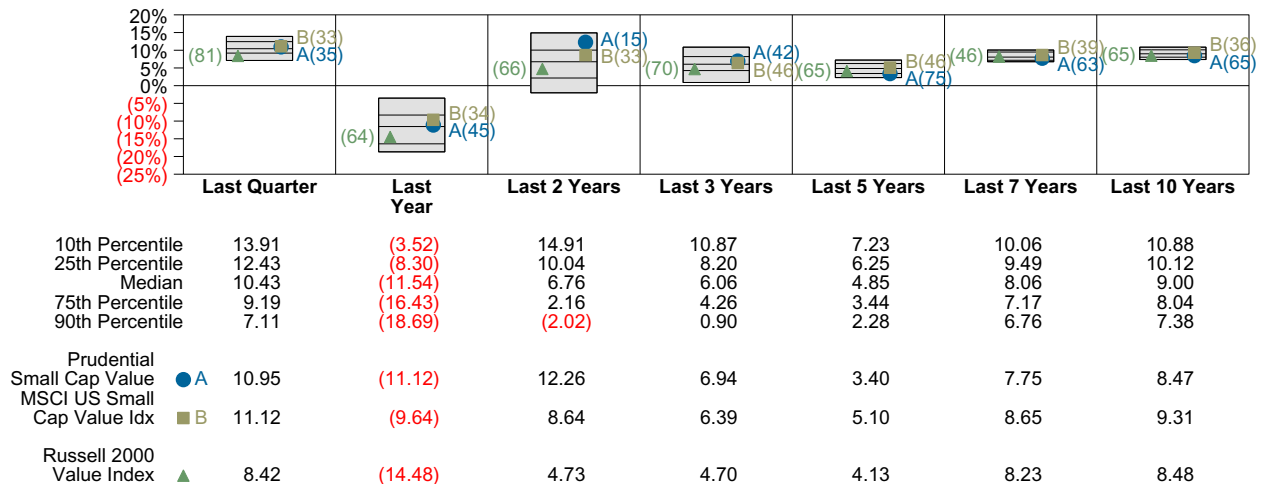 20%
15%
10%
5%
0%
(5%)
(10%)
(15%)
(20%)
(25%)
(81) B(33)
A(35)
(64) B(34)
A(45)
(66) A(15)
B(33)
(70) A(42)
B(46)
(65) B(46)
A(75)
(46) B(39)
A(63)
(65) B(36)
A(65)
Last Quarter Last Last 2 Years Last 3 Years Last 5 Years Last 7 Years Last 10 Years
Year
10th Percentile 13.91 (3.52) 14.91 10.87 7.23 10.06 10.88
25th Percentile 12.43 (8.30) 10.04 8.20 6.25 9.49 10.12
Median 10.43 (11.54) 6.76 6.06 4.85 8.06 9.00
75th Percentile 9.19 (16.43) 2.16 4.26 3.44 7.17 8.04
90th Percentile 7.11 (18.69) (2.02) 0.90 2.28 6.76 7.38
Prudential
Small Cap Value A 10.95 (11.12) 12.26 6.94 3.40 7.75 8.47
MSCI US Small
Cap Value Idx B 11.12 (9.64) 8.64 6.39 5.10 8.65 9.31
Russell 2000
Value Index 8.42 (14.48) 4.73 4.70 4.13 8.23 8.48